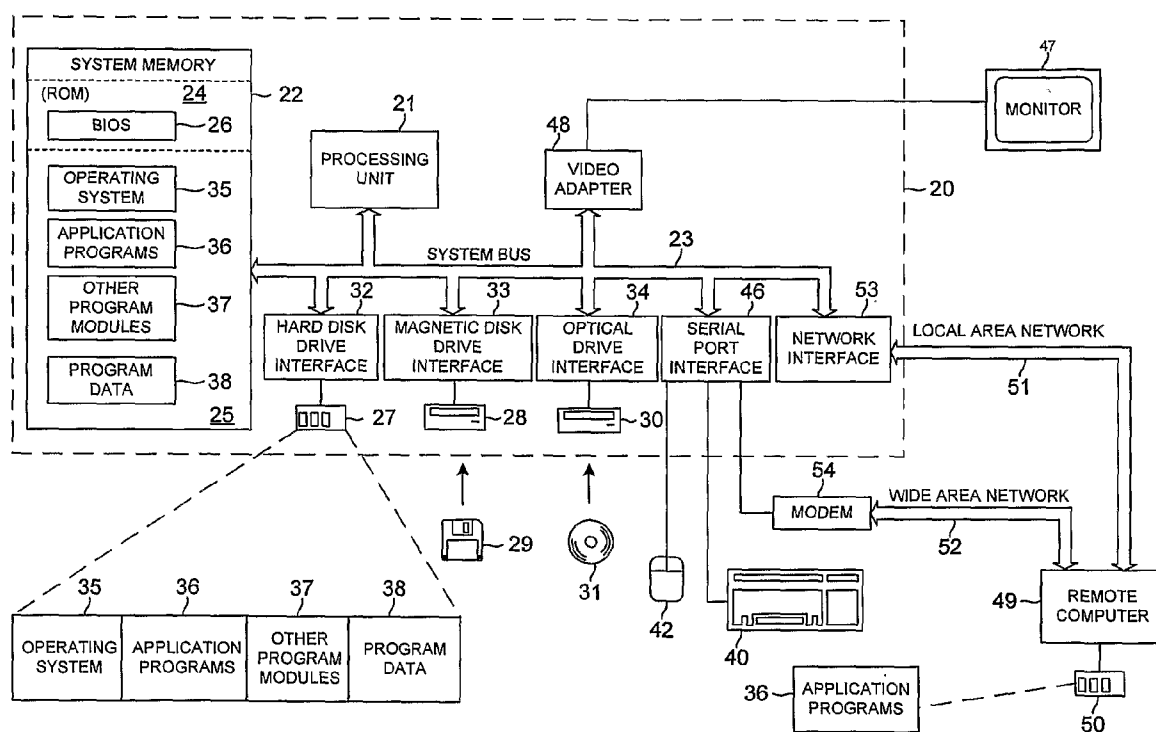 SYSTEM MEMORY
(ROM) 24
22
BIOS
26
OPERATING
SYSTEM
35
APPLICATION
PROGRAMS
36
OTHER
PROGRAM
MODULES
37
PROGRAM
DATA
38
25
21
PROCESSING
UNIT
48
VIDEO
ADAPTER
47
MONITOR
20
SYSTEM BUS
23
32
HARD DISK
DRIVE
INTERFACE
33
MAGNETIC DISK
DRIVE
INTERFACE
34
OPTICAL
DRIVE
INTERFACE
46
SERIAL
PORT
INTERFACE
53
NETWORK
INTERFACE
LOCAL AREA NETWORK
51
27
28
30
29
31
42
40
54
MODEM
WIDE AREA NETWORK
52
49
REMOTE
COMPUTER
50
36
APPLICATION
PROGRAMS
35
OPERATING
SYSTEM
36
APPLICATION
PROGRAMS
37
OTHER
PROGRAM
MODULES
38
PROGRAM
DATA